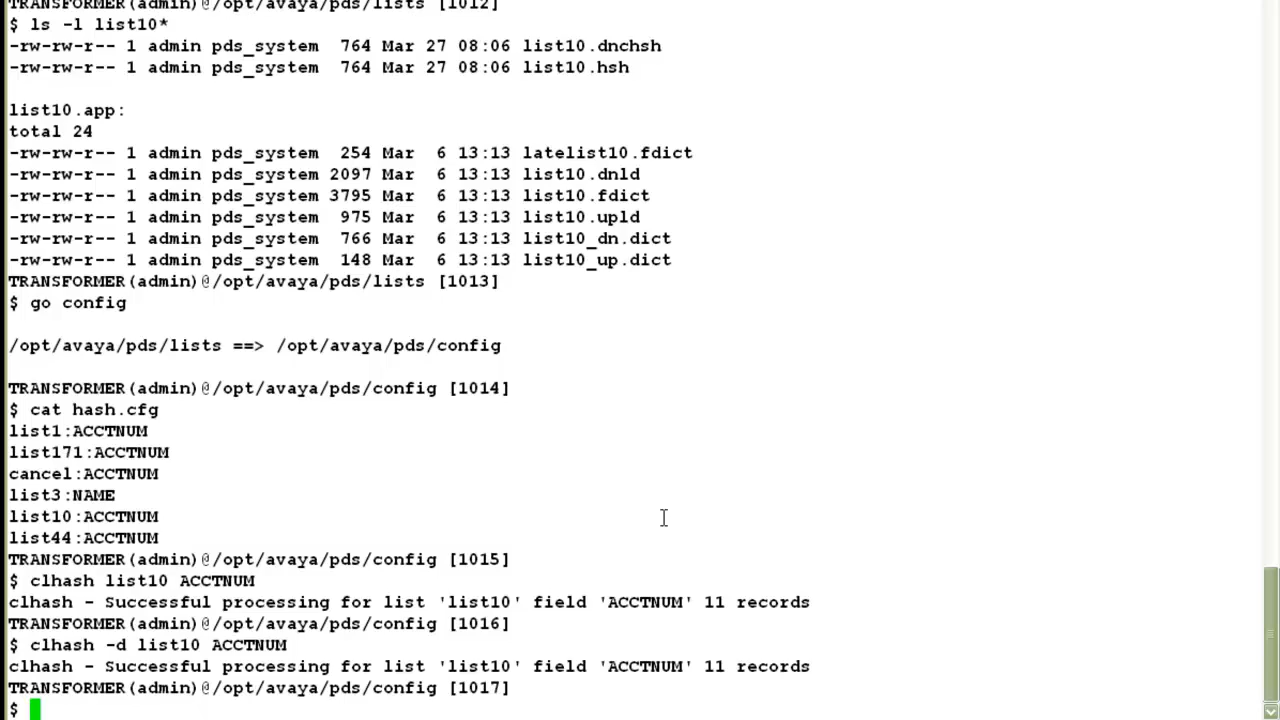 TRANSFORMER(admin)@/opt/avaya/pds/lists [1012]
$ ls -l list10*
-rw-rw-r-- 1 admin pds_system  764 Mar 27 08:06 list10.dnchsh
-rw-rw-r-- 1 admin pds_system  764 Mar 27 08:06 list10.hsh
list10.app:
total 24
-rw-rw-r-- 1 admin pds_system  254 Mar  6 13:13 latelist10.fdict
-rw-rw-r-- 1 admin pds_system 2097 Mar  6 13:13 list10.dnld
-rw-rw-r-- 1 admin pds_system 3795 Mar  6 13:13 list10.fdict
-rw-rw-r-- 1 admin pds_system  975 Mar  6 13:13 list10.upld
-rw-rw-r-- 1 admin pds_system  766 Mar  6 13:13 list10_dn.dict
-rw-rw-r-- 1 admin pds_system  148 Mar  6 13:13 list10_up.dict
TRANSFORMER(admin)@/opt/avaya/pds/lists [1013]
$ go config
/opt/avaya/pds/lists ==> /opt/avaya/pds/config
TRANSFORMER(admin)@/opt/avaya/pds/config [1014]
$ cat hash.cfg
list1:ACCTNUM
list171:ACCTNUM
cancel:ACCTNUM
list3:NAME
list10:ACCTNUM
list44:ACCTNUM
TRANSFORMER(admin)@/opt/avaya/pds/config [1015]
$ clhash list10 ACCTNUM
clhash - Successful processing for list 'list10' field 'ACCTNUM' 11 records
TRANSFORMER(admin)@/opt/avaya/pds/config [1016]
$ clhash -d list10 ACCTNUM
clhash - Successful processing for list 'list10' field 'ACCTNUM' 11 records
TRANSFORMER(admin)@/opt/avaya/pds/config [1017]
$